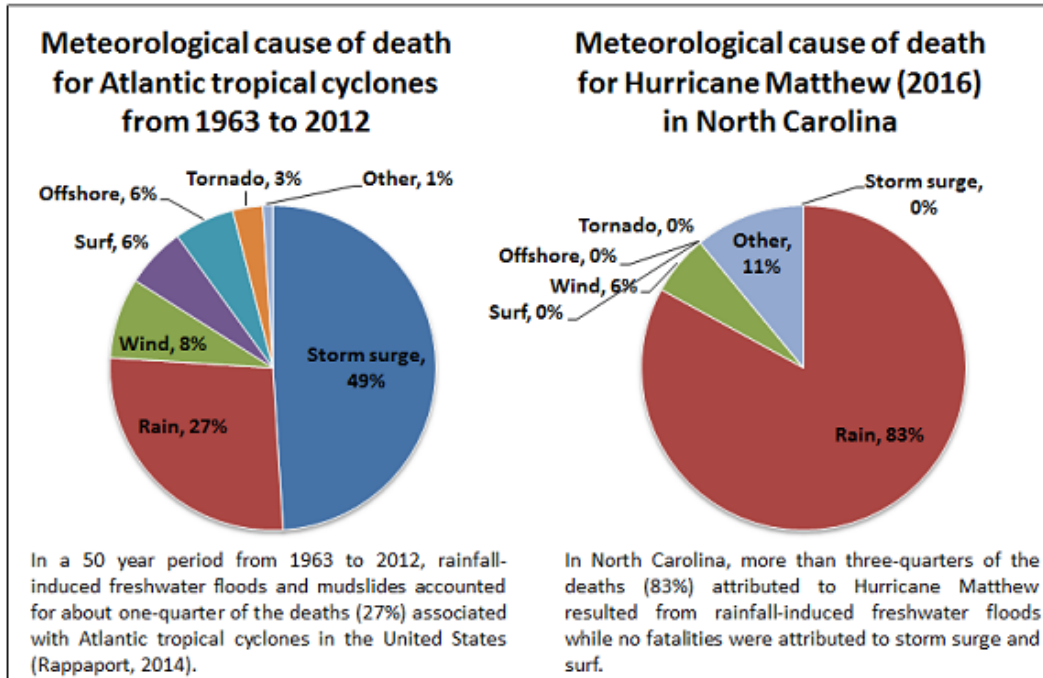 Meteorological cause of death
for Atlantic tropical cyclones
from 1963 to 2012
Tornado, 3%
Other, 1%
Offshore, 6%
Surf, 6%
Wind, 8%
Storm surge,
49%
Rain, 27%
In a 50 year period from 1963 to 2012, rainfall-
induced freshwater floods and mudslides accounted
for about one-quarter of the deaths (27%) associated
with Atlantic tropical cyclones in the United States
(Rappaport, 2014).
Meteorological cause of death
for Hurricane Matthew (2016)
in North Carolina
Storm surge,
0%
Tornado, 0%
Other,
11%
Offshore, 0%
Wind, 6%
Surf, 0%
Rain, 83%
In North Carolina, more than three-quarters of the
deaths (83%) attributed to Hurricane Matthew
resulted from rainfall-induced freshwater floods
while no fatalities were attributed to storm surge and
surf.